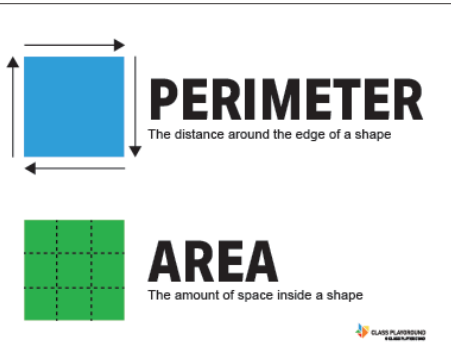 PERIMETER
The distance around the edge of a shape
AREA
The amount of space inside a shape
CLASS PLAYGROUND